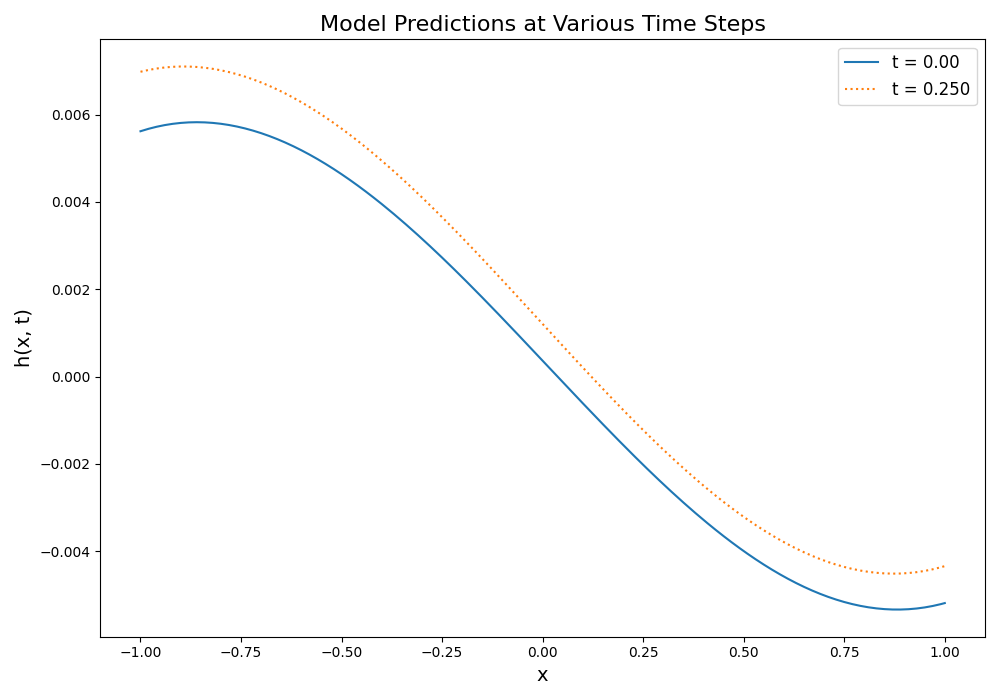 Model Predictions at Various Time Steps
t = 0.00
t = 0.250
h(x, t)
0.006
0.004
0.002
0.000
−0.002
−0.004
−1.00 −0.75 −0.50 −0.25 0.00 0.25 0.50 0.75 1.00
x